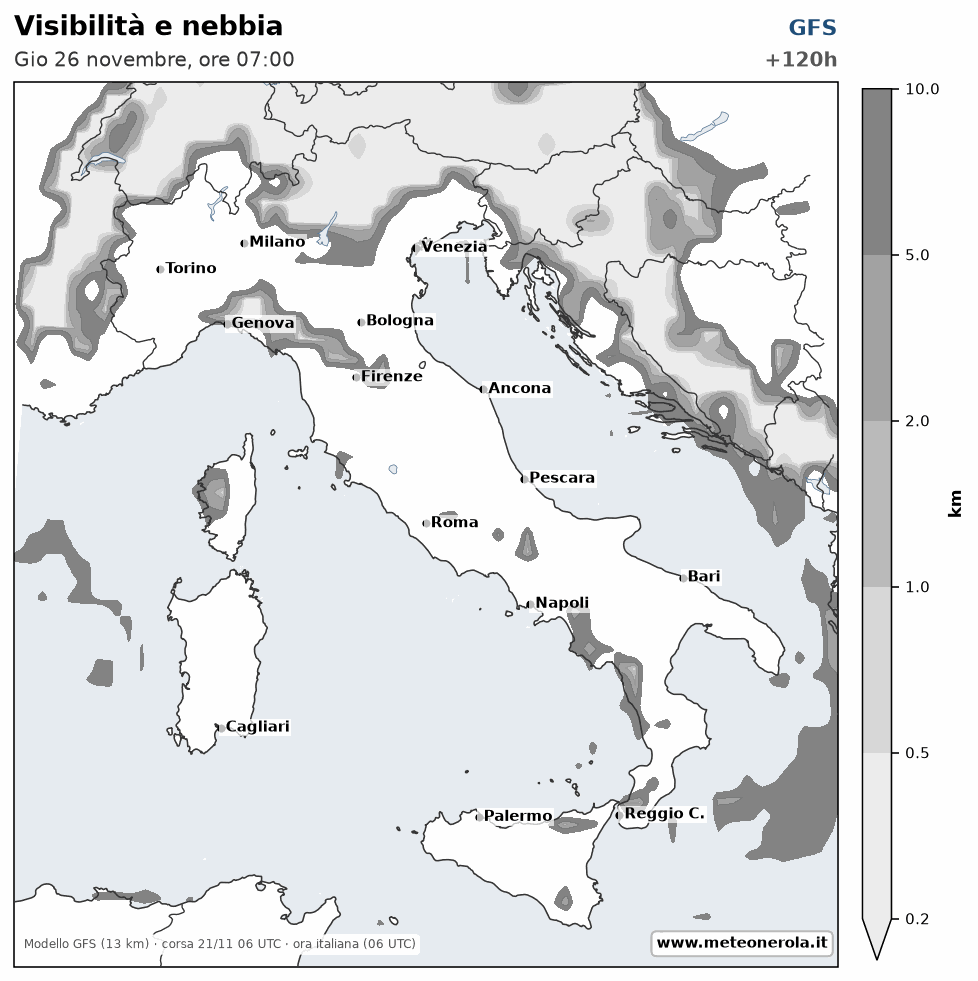 Visibilità e nebbia
GFS
Gio 26 novembre, ore 07:00
+120h
10.0
5.0
2.0
1.0
0.5
0.2
km
Milano
Venezia
Torino
Genova
Bologna
Firenze
Ancona
Pescara
Roma
Bari
Napoli
Cagliari
Palermo
Reggio C.
Modello GFS (13 km) · corsa 21/11 06 UTC · ora italiana (06 UTC)
www.meteonerola.it